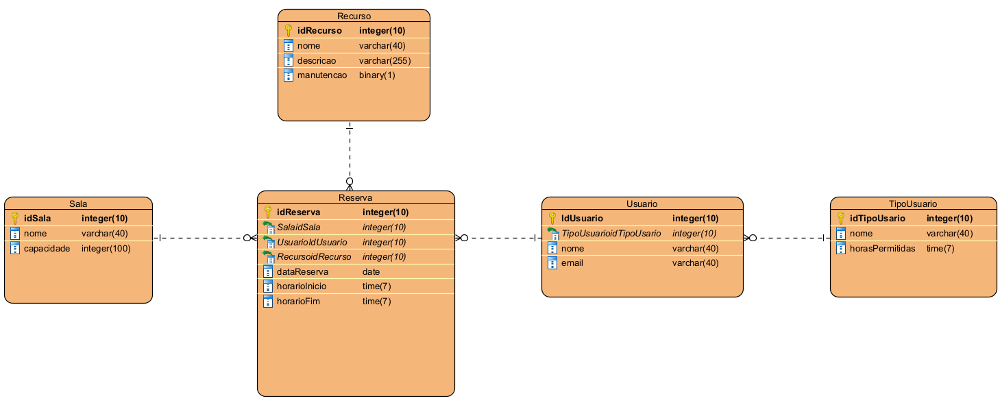 Recurso
idRecurso integer(10)
nome varchar(40)
descricao varchar(255)
manutencao binary(1)
Sala
idSala integer(10)
nome varchar(40)
capacidade integer(100)
Reserva
idReserva integer(10)
SalaidSala integer(10)
UsuarioIdUsuario integer(10)
RecursoidRecurso integer(10)
dataReserva date
horarioInicio time(7)
horarioFim time(7)
Usuario
IdUsuario integer(10)
TipoUsuarioidTipoUsario integer(10)
nome varchar(40)
email varchar(40)
TipoUsuario
idTipoUsario integer(10)
nome varchar(40)
horasPermitidas time(7)